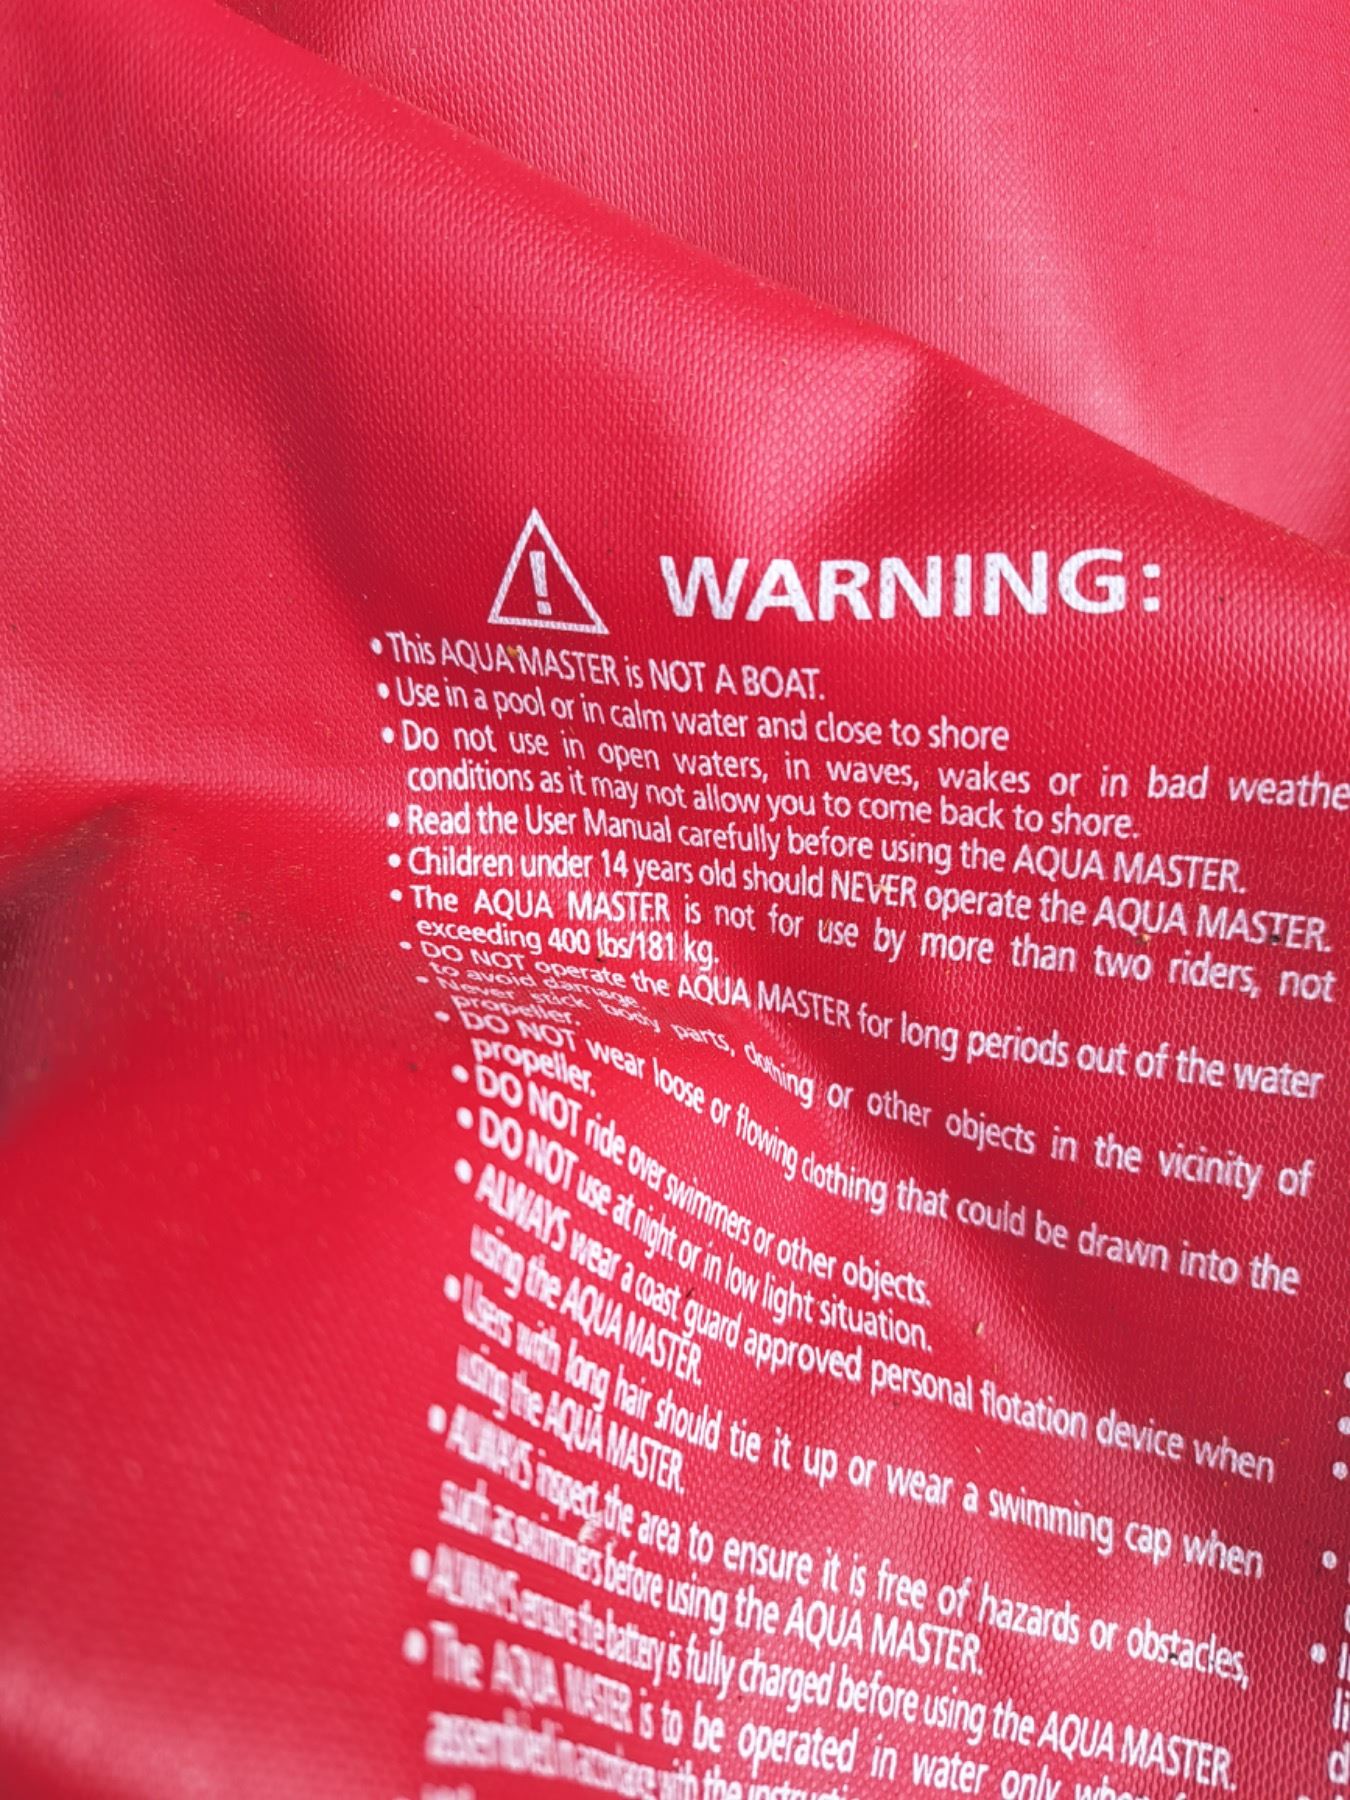 WARNING:
• This AQUA MASTER is NOT A BOAT.
• Use in a pool or in calm water and close to shore
• Do not use in open waters, in waves, wakes or in bad weathe
conditions as it may not allow you to come back to shore.
• Read the User Manual carefully before using the AQUA MASTER.
• Children under 14 years old should NEVER operate the AQUA MASTER.
• The AQUA MASTER is not for use by more than two riders, not
exceeding 400 lbs/181 kg.
• DO NOT operate the AQUA MASTER for long periods out of the water
to avoid damage.
• Never stick body parts, clothing or other objects in the vicinity of
propeller.
• DO NOT wear loose or flowing clothing that could be drawn into the
propeller.
• DO NOT ride over swimmers or other objects.
• DO NOT use at night or in low light situation.
• ALWAYS wear a coast guard approved personal flotation device when
using the AQUA MASTER.
• Users with long hair should tie it up or wear a swimming cap when
using the AQUA MASTER.
• ALWAYS inspect the area to ensure it is free of hazards or obstacles,
such as swimmers before using the AQUA MASTER.
• ALWAYS ensure the battery is fully charged before using the AQUA MASTER.
• The AQUA MASTER is to be operated in water only when
assembled in accordance with the